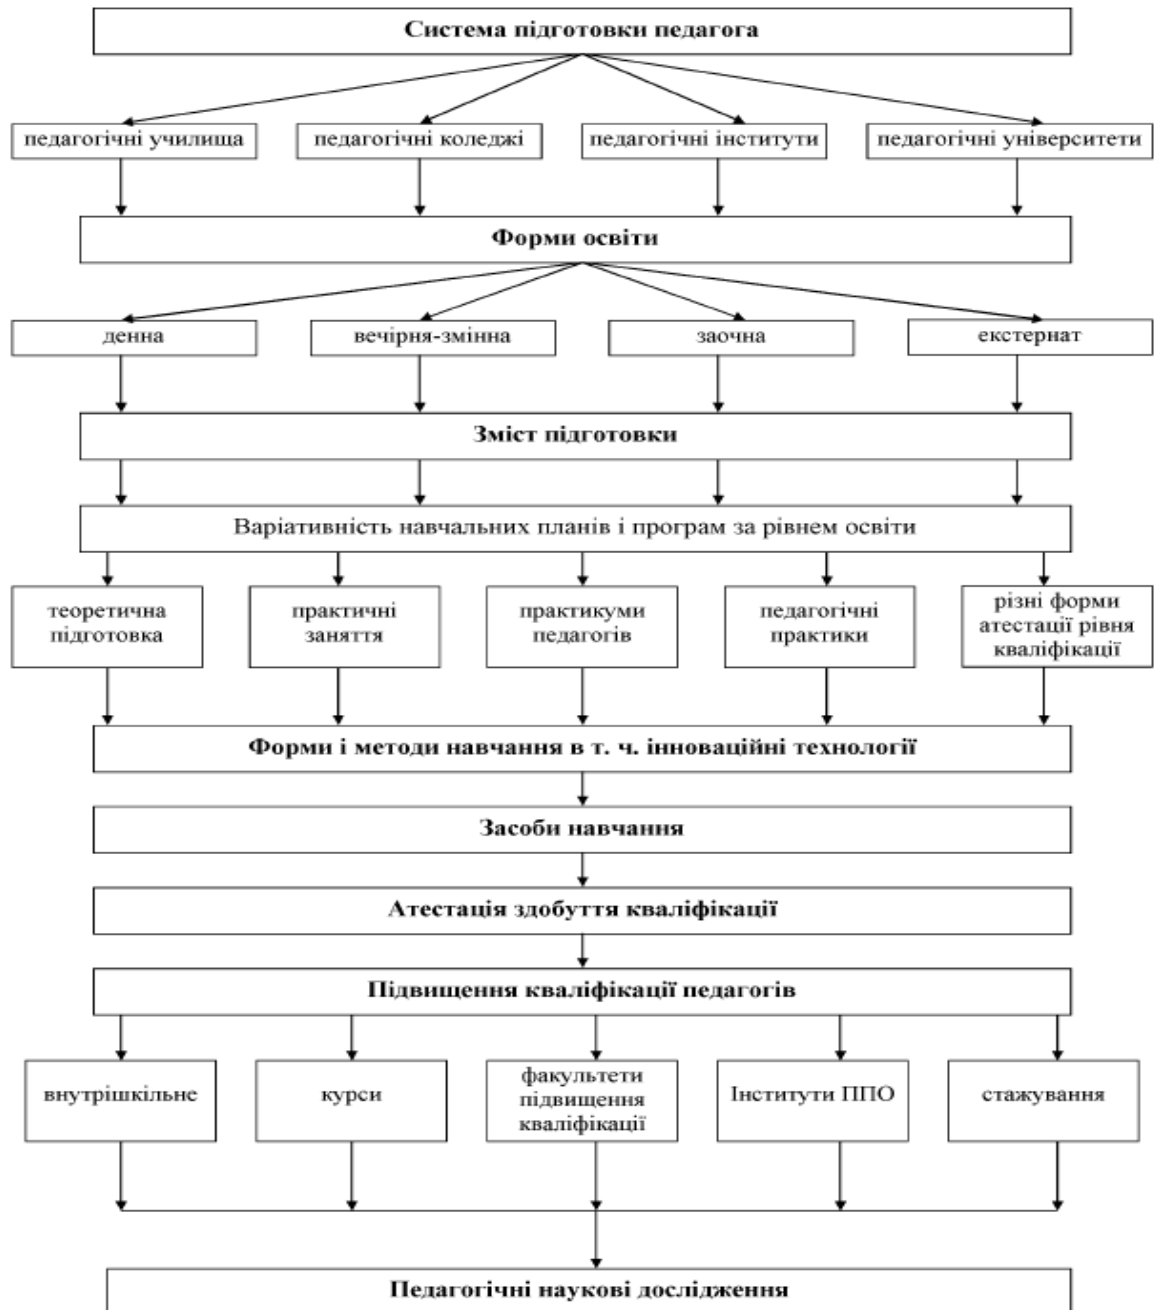 Система підготовки педагога
педагогічні училища
педагогічні коледжі
педагогічні інститути
педагогічні університети
Форми освіти
денна
вечірня-змінна
заочна
екстернат
Зміст підготовки
Варіативність навчальних планів і програм за рівнем освіти
теоретична
підготовка
практичні
заняття
практикуми
педагогів
педагогічні
практики
різні форми
атестації рівня
кваліфікації
Форми і методи навчання в т. ч. інноваційні технології
Засоби навчання
Атестація здобуття кваліфікації
Підвищення кваліфікації педагогів
внутрішкільне
курси
факультети
підвищення
кваліфікації
Інститути ППО
стажування
Педагогічні наукові дослідження